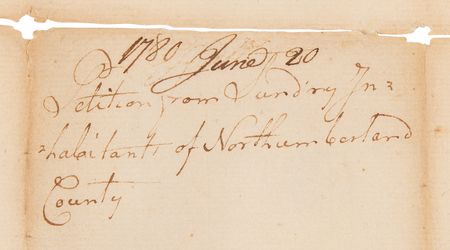 1780 June 20
Petition from Sundry In=
=habitants of Northumberland
County